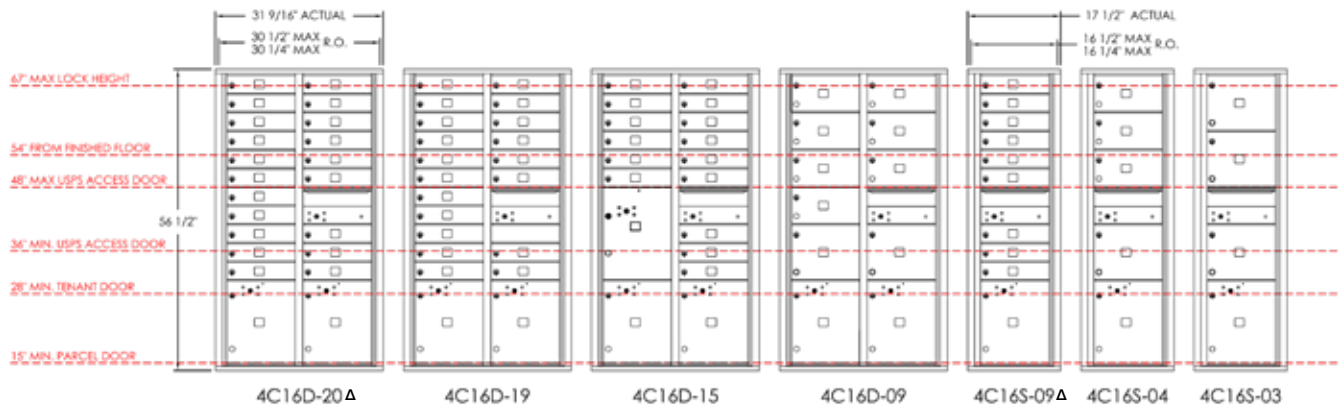 31 9/16" ACTUAL
30 1/2" MAX
30 1/4" MAX
R.O.
17 1/2" ACTUAL
16 1/2" MAX
16 1/4" MAX
R.O.
67" MAX LOCK HEIGHT
54" FROM FINISHED FLOOR
48" MAX USPS ACCESS DOOR
56 1/2"
36" MIN. USPS ACCESS DOOR
28" MIN. TENANT DOOR
15" MIN. PARCEL DOOR
4C16D-20 Δ
4C16D-19
4C16D-15
4C16D-09
4C16S-09 Δ
4C16S-04
4C16S-03